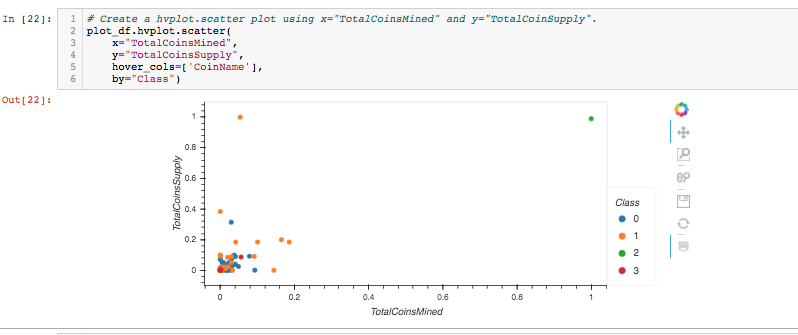 In [22]:
1 # Create a hvplot.scatter plot using x="TotalCoinsMined" and y="TotalCoinSupply".
2 plot_df.hvplot.scatter(
3 x="TotalCoinsMined",
4 y="TotalCoinsSupply",
5 hover_cols=['CoinName'],
6 by="Class")
Out[22]:
TotalCoinsSupply
1
0.8
0.6
0.4
0.2
0
0 0.2 0.4 0.6 0.8 1
TotalCoinsMined
Class
0
1
2
3